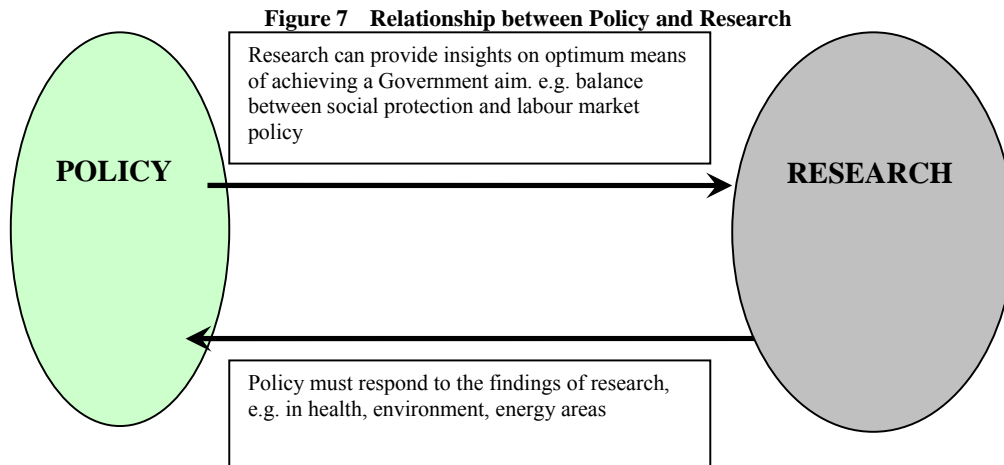 Figure 7 Relationship between Policy and Research
Research can provide insights on optimum means
of achieving a Government aim. e.g. balance
between social protection and labour market
policy
POLICY
RESEARCH
Policy must respond to the findings of research,
e.g. in health, environment, energy areas